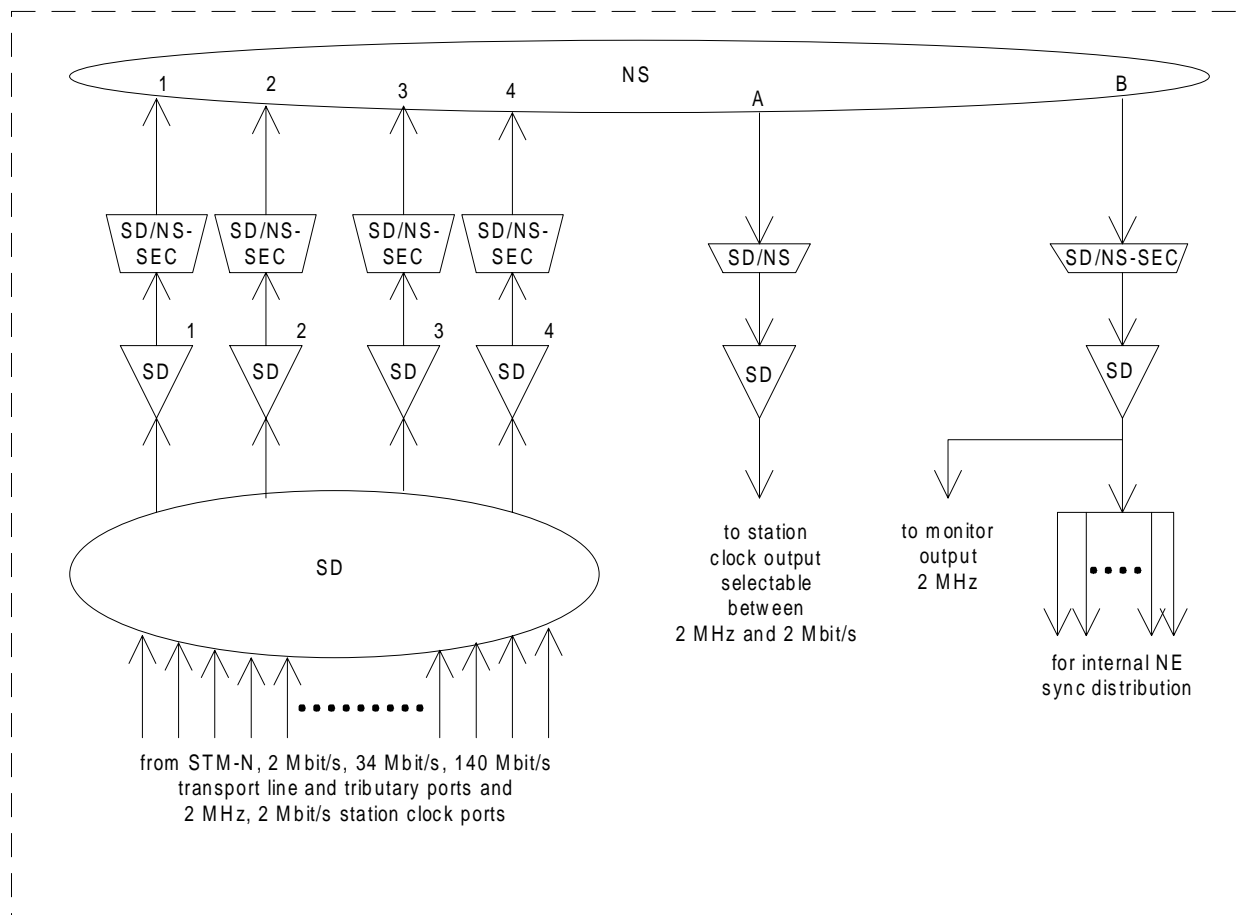 NS
1
2
3
4
A
B
SD/NS-
SEC
SD/NS-
SEC
SD/NS-
SEC
SD/NS-
SEC
SD/NS
SD/NS-SEC
1
2
3
4
SD
SD
SD
SD
SD
SD
SD
to station
clock output
selectable
between
2 MHz and 2 Mbit/s
to monitor
output
2 MHz
for internal NE
sync distribution
from STM-N, 2 Mbit/s, 34 Mbit/s, 140 Mbit/s
transport line and tributary ports and
2 MHz, 2 Mbit/s station clock ports